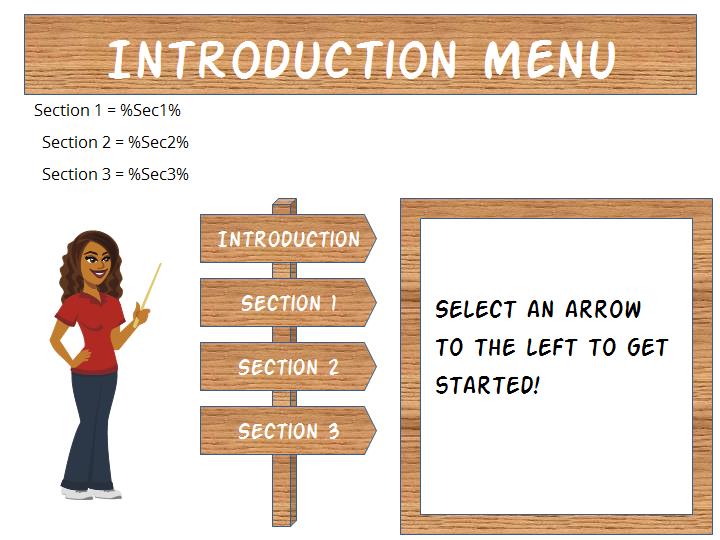 INTRODUCTION MENU
Section 1 = %Sec1%
Section 2 = %Sec2%
Section 3 = %Sec3%
INTRODUCTION
SECTION 1
SECTION 2
SECTION 3
SELECT AN ARROW
TO THE LEFT TO GET
STARTED!